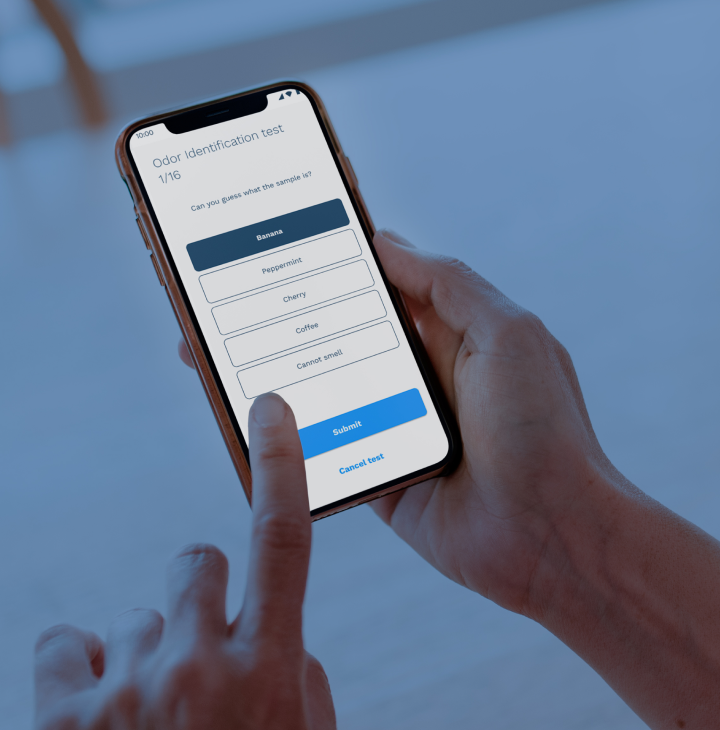 10:00
Odor Identification test
1/16
Can you guess what the sample is?
Banana
Peppermint
Cherry
Coffee
Cannot smell
Submit
Cancel test